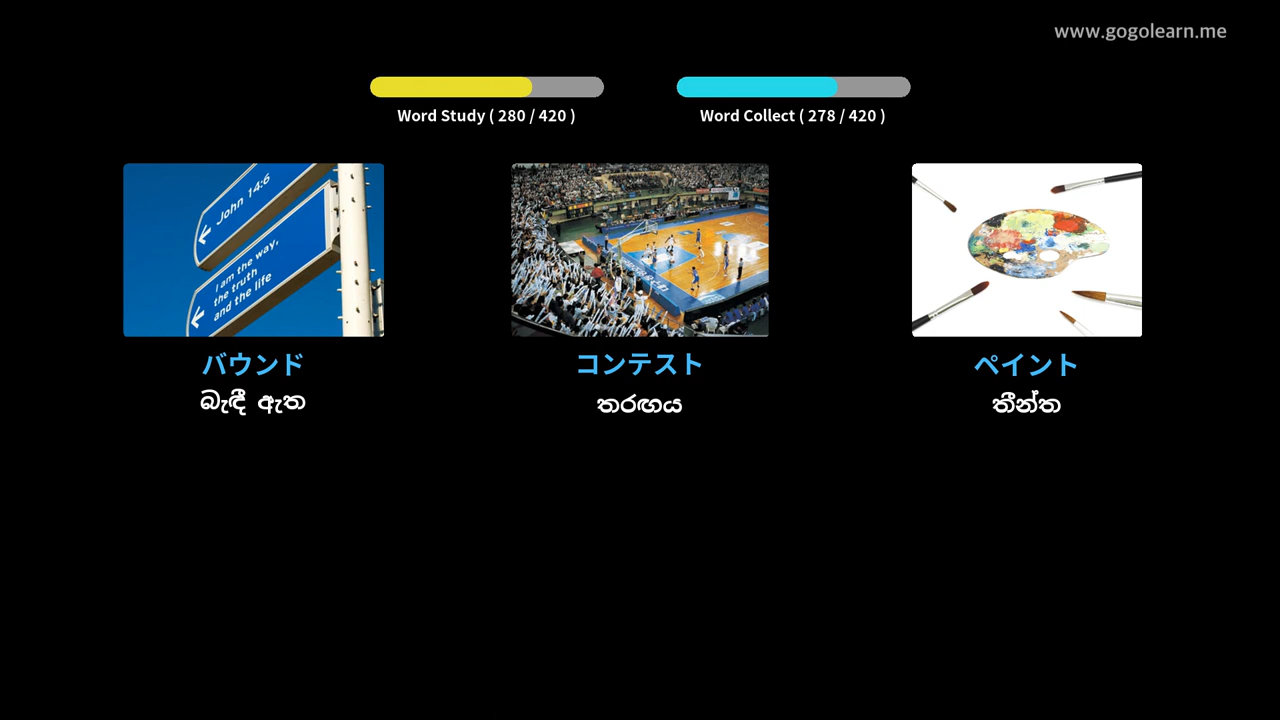 www.gogolearn.me
Word Study ( 280 / 420 )
Word Collect ( 278 / 420 )
John 14:6
I am the way,
the truth
and the life
バウンド
コンテスト
ペイント
බැඳී ඇත
තරඟය
තීන්ත